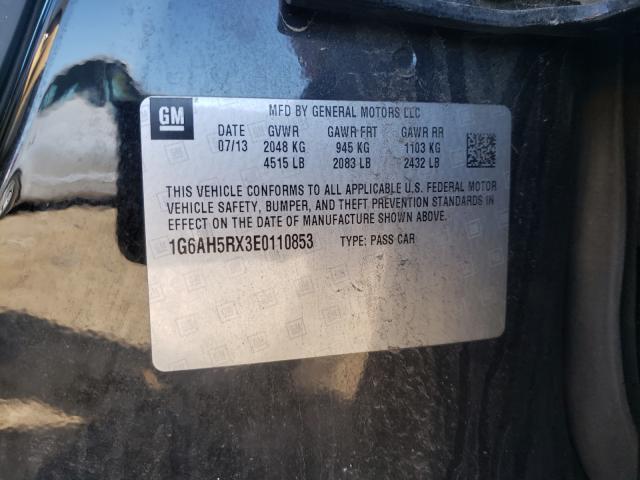 GM
MFD BY GENERAL MOTORS LLC
DATE GVWR GAWR FRT GAWR RR
07/13 2048 KG 945 KG 1103 KG
4515 LB 2083 LB 2432 LB
THIS VEHICLE CONFORMS TO ALL APPLICABLE U.S. FEDERAL MOTOR
VEHICLE SAFETY, BUMPER, AND THEFT PREVENTION STANDARDS IN
EFFECT ON THE DATE OF MANUFACTURE SHOWN ABOVE.
1G6AH5RX3E0110853 TYPE: PASS CAR